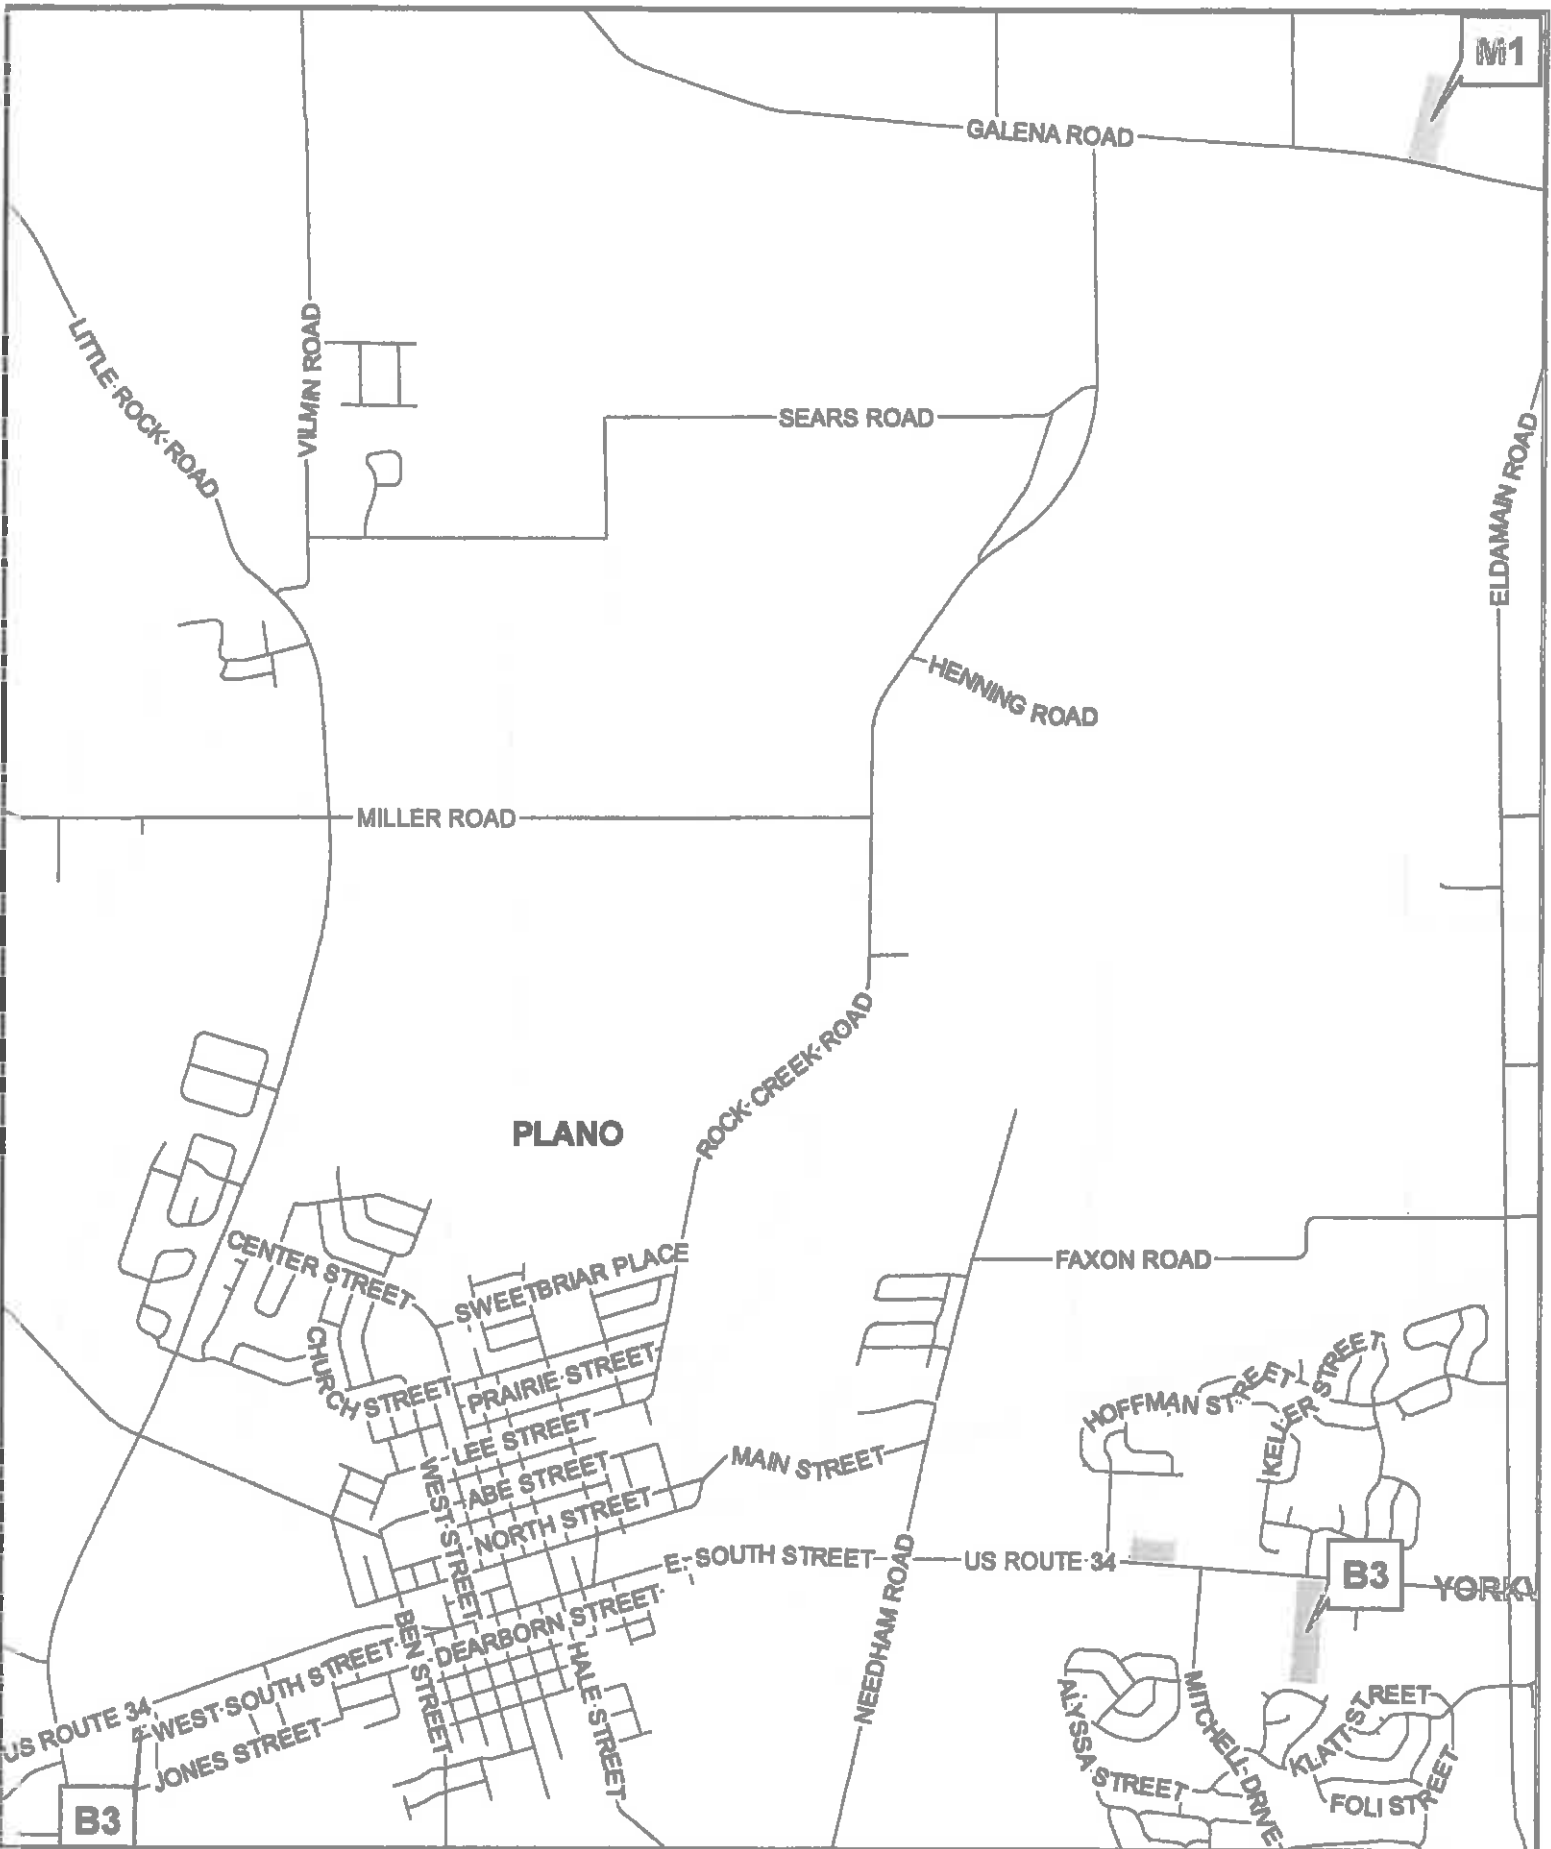 M1
GALENA ROAD
LITTLE ROCK ROAD
VILMIN ROAD
SEARS ROAD
ELDAMAIN ROAD
HENNING ROAD
MILLER ROAD
ROCK CREEK ROAD
PLANO
CENTER STREET
SWEETBRIAR PLACE
FAXON ROAD
CHURCH STREET
PRAIRIE STREET
HOFFMAN STREET
KELLER STREET
LEE STREET
MAIN STREET
WEST STREET
ABE STREET
NORTH STREET
E. SOUTH STREET
US ROUTE 34
B3
YORKV
NEEDHAM ROAD
BEN STREET
DEARBORN STREET
HALE STREET
US ROUTE 34
WEST SOUTH STREET
JONES STREET
ALYSSA STREET
MITCHELL DRIVE
KLATT STREET
FOLI STREET
B3